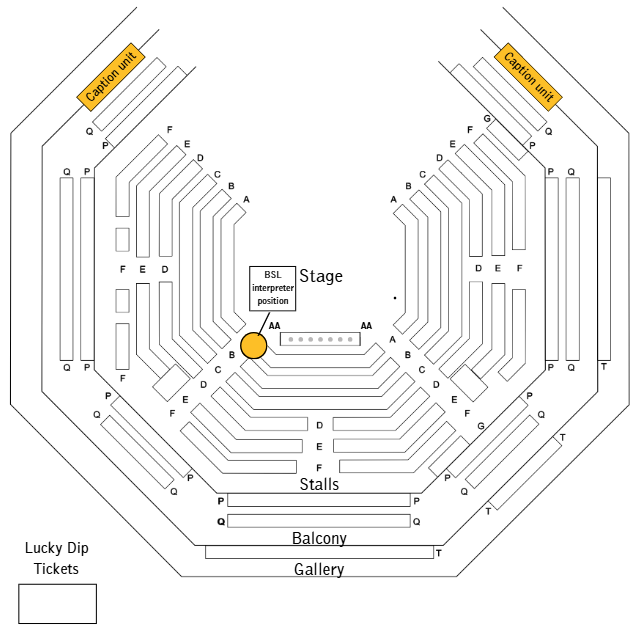 Caption unit
Caption unit
Q
P
F
E
D
C
B
A
G
F
E
D
C
B
A
Q
P
Q
P
P
Q
F
E
D
D
E
F
BSL
interpreter
position
Stage
AA
AA
B
C
D
E
F
A
B
C
D
E
F
G
Q
P
F
P
Q
T
P
Q
P
Q
P
Q
P
Q
T
T
D
E
F
Stalls
P
P
Q
Q
Balcony
T
Gallery
Lucky Dip
Tickets